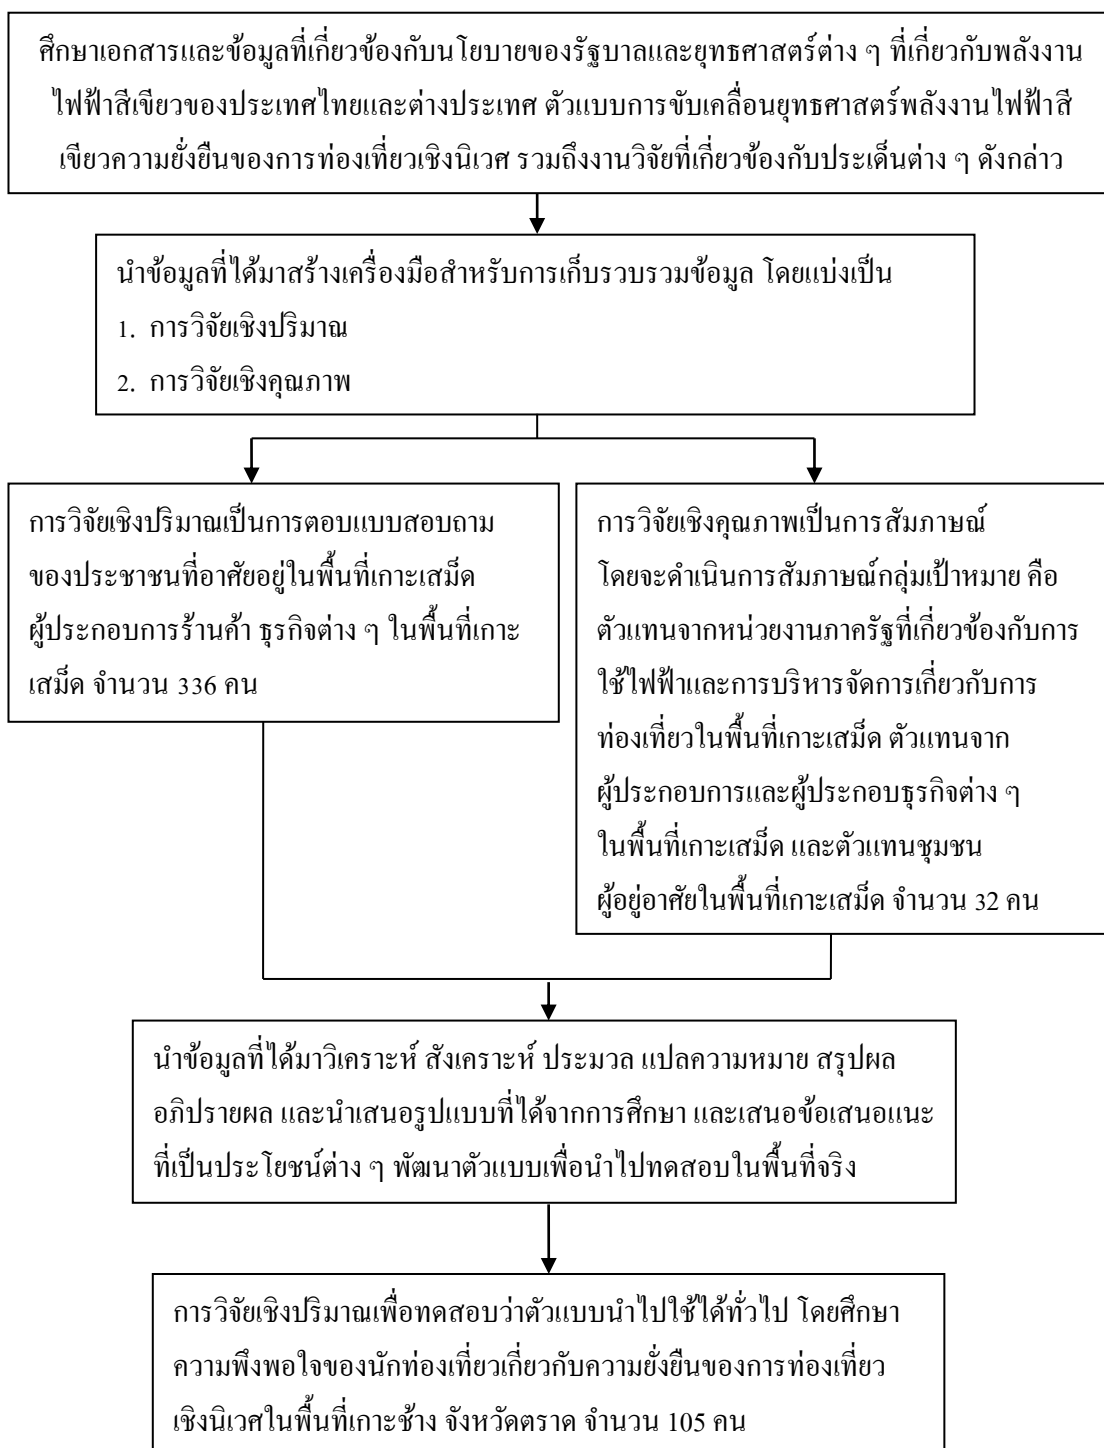 ศึกษาเอกสารและข้อมูลที่เกี่ยวข้องกับนโยบายของรัฐบาลและยุทธศาสตร์ต่าง ๆ ที่เกี่ยวกับพลังงาน
ไฟฟ้าสีเขียวของประเทศไทยและต่างประเทศ ตัวแบบการขับเคลื่อนยุทธศาสตร์พลังงานไฟฟ้าสี
เขียวความยั่งยืนของการท่องเที่ยวเชิงนิเวศ รวมถึงงานวิจัยที่เกี่ยวข้องกับประเด็นต่าง ๆ ดังกล่าว
นำข้อมูลที่ได้มาสร้างเครื่องมือสำหรับการเก็บรวบรวมข้อมูล โดยแบ่งเป็น
1. การวิจัยเชิงปริมาณ
2. การวิจัยเชิงคุณภาพ
การวิจัยเชิงปริมาณเป็นการตอบแบบสอบถาม
ของประชาชนที่อาศัยอยู่ในพื้นที่เกาะเสม็ด
ผู้ประกอบการร้านค้า ธุรกิจต่าง ๆ ในพื้นที่เกาะ
เสม็ด จำนวน 336 คน
การวิจัยเชิงคุณภาพเป็นการสัมภาษณ์
โดยจะดำเนินการสัมภาษณ์กลุ่มเป้าหมาย คือ
ตัวแทนจากหน่วยงานภาครัฐที่เกี่ยวข้องกับการ
ใช้ไฟฟ้าและการบริหารจัดการเกี่ยวกับการ
ท่องเที่ยวในพื้นที่เกาะเสม็ด ตัวแทนจาก
ผู้ประกอบการและผู้ประกอบธุรกิจต่าง ๆ
ในพื้นที่เกาะเสม็ด และตัวแทนชุมชน
ผู้อยู่อาศัยในพื้นที่เกาะเสม็ด จำนวน 32 คน
นำข้อมูลที่ได้มาวิเคราะห์ สังเคราะห์ ประมวล แปลความหมาย สรุปผล
อภิปรายผล และนำเสนอรูปแบบที่ได้จากการศึกษา และเสนอข้อเสนอแนะ
ที่เป็นประโยชน์ต่าง ๆ พัฒนาตัวแบบเพื่อนำไปทดสอบในพื้นที่จริง
การวิจัยเชิงปริมาณเพื่อทดสอบว่าตัวแบบนำไปใช้ได้ทั่วไป โดยศึกษา
ความพึงพอใจของนักท่องเที่ยวเกี่ยวกับความยั่งยืนของการท่องเที่ยว
เชิงนิเวศในพื้นที่เกาะช้าง จังหวัดตราด จำนวน 105 คน